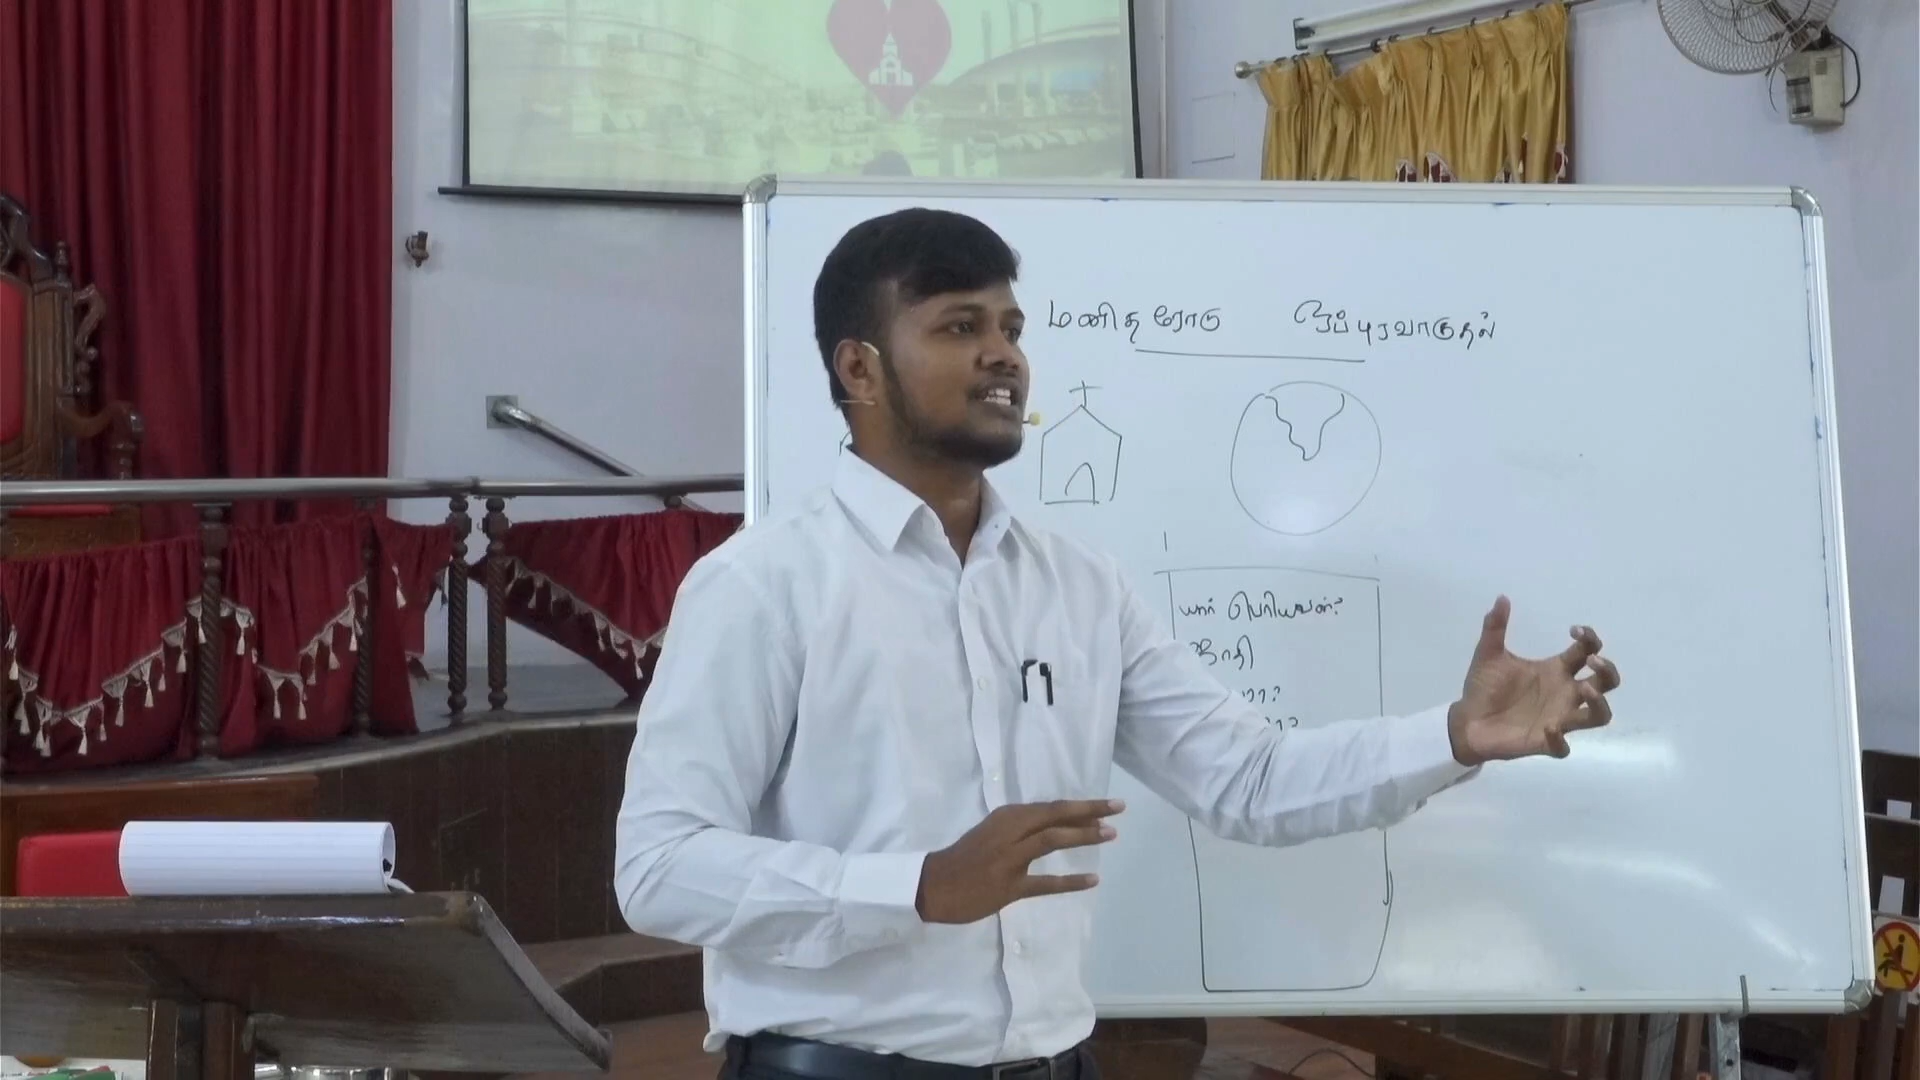 மனிதரோடு ஒப்புரவாகுதல்
யார் பெரியவன்?
ஜாதி